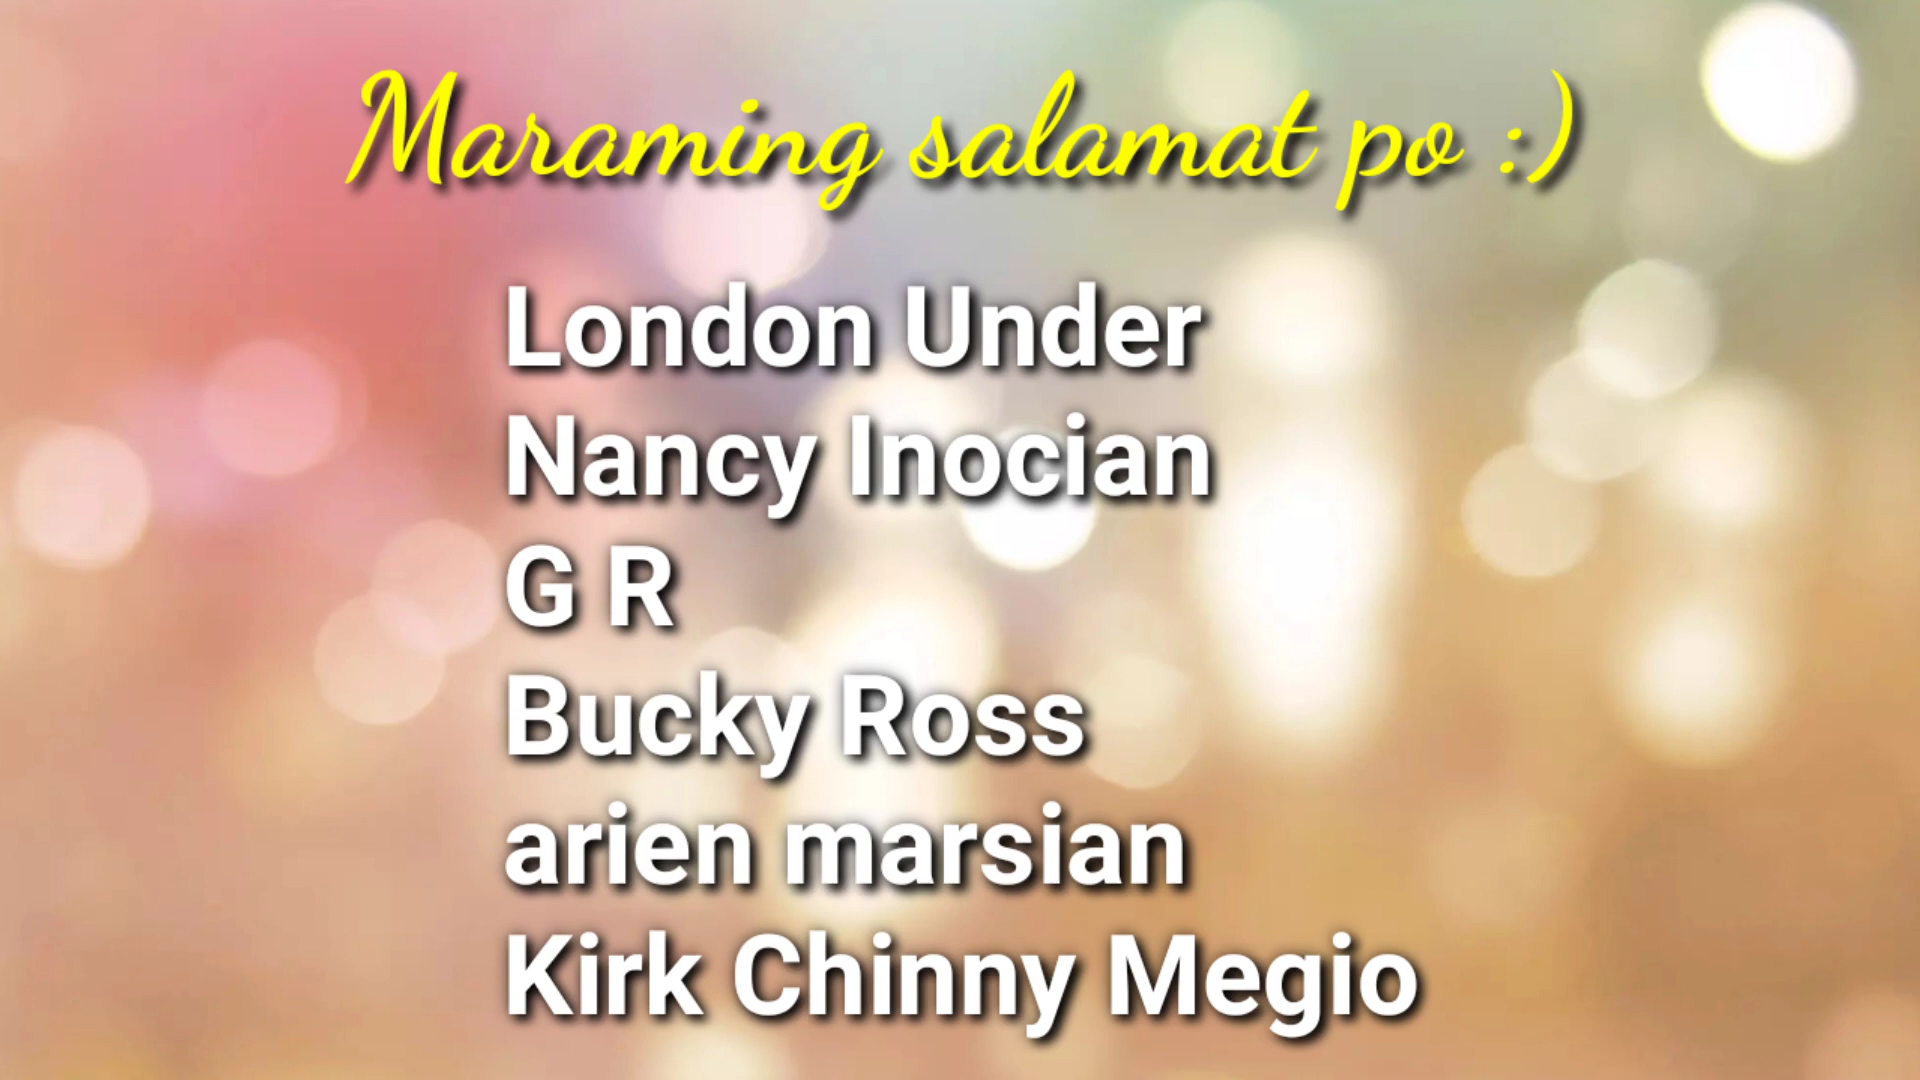 Maraming salamat po :)
London Under
Nancy Inocian
G R
Bucky Ross
arien marsian
Kirk Chinny Megio